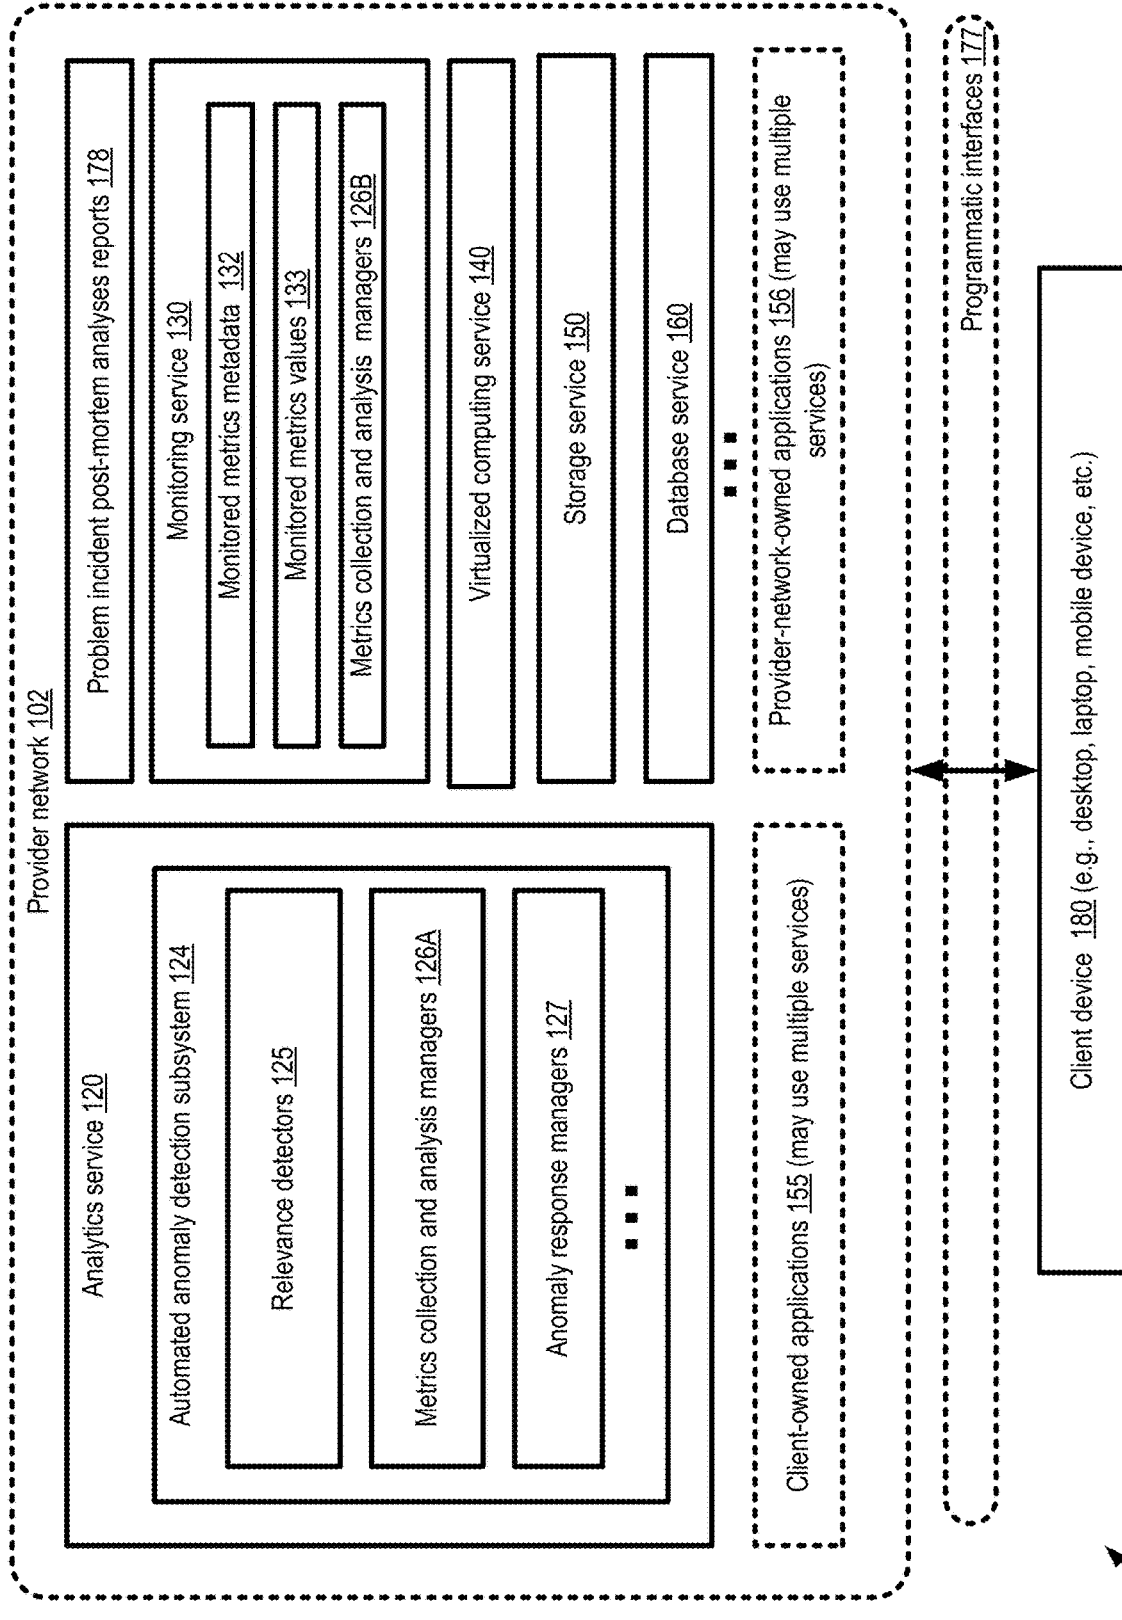 Provider network 102
Analytics service 120
Automated anomaly detection subsystem 124
Relevance detectors 125
Metrics collection and analysis managers 126A
Anomaly response managers 127
Client-owned applications 155 (may use multiple services)
Problem incident post-mortem analyses reports 178
Monitoring service 130
Monitored metrics metadata 132
Monitored metrics values 133
Metrics collection and analysis managers 126B
Virtualized computing service 140
Storage service 150
Database service 160
Provider-network-owned applications 156 (may use multiple
services)
Programmatic interfaces 177
Client device 180 (e.g., desktop, laptop, mobile device, etc.)